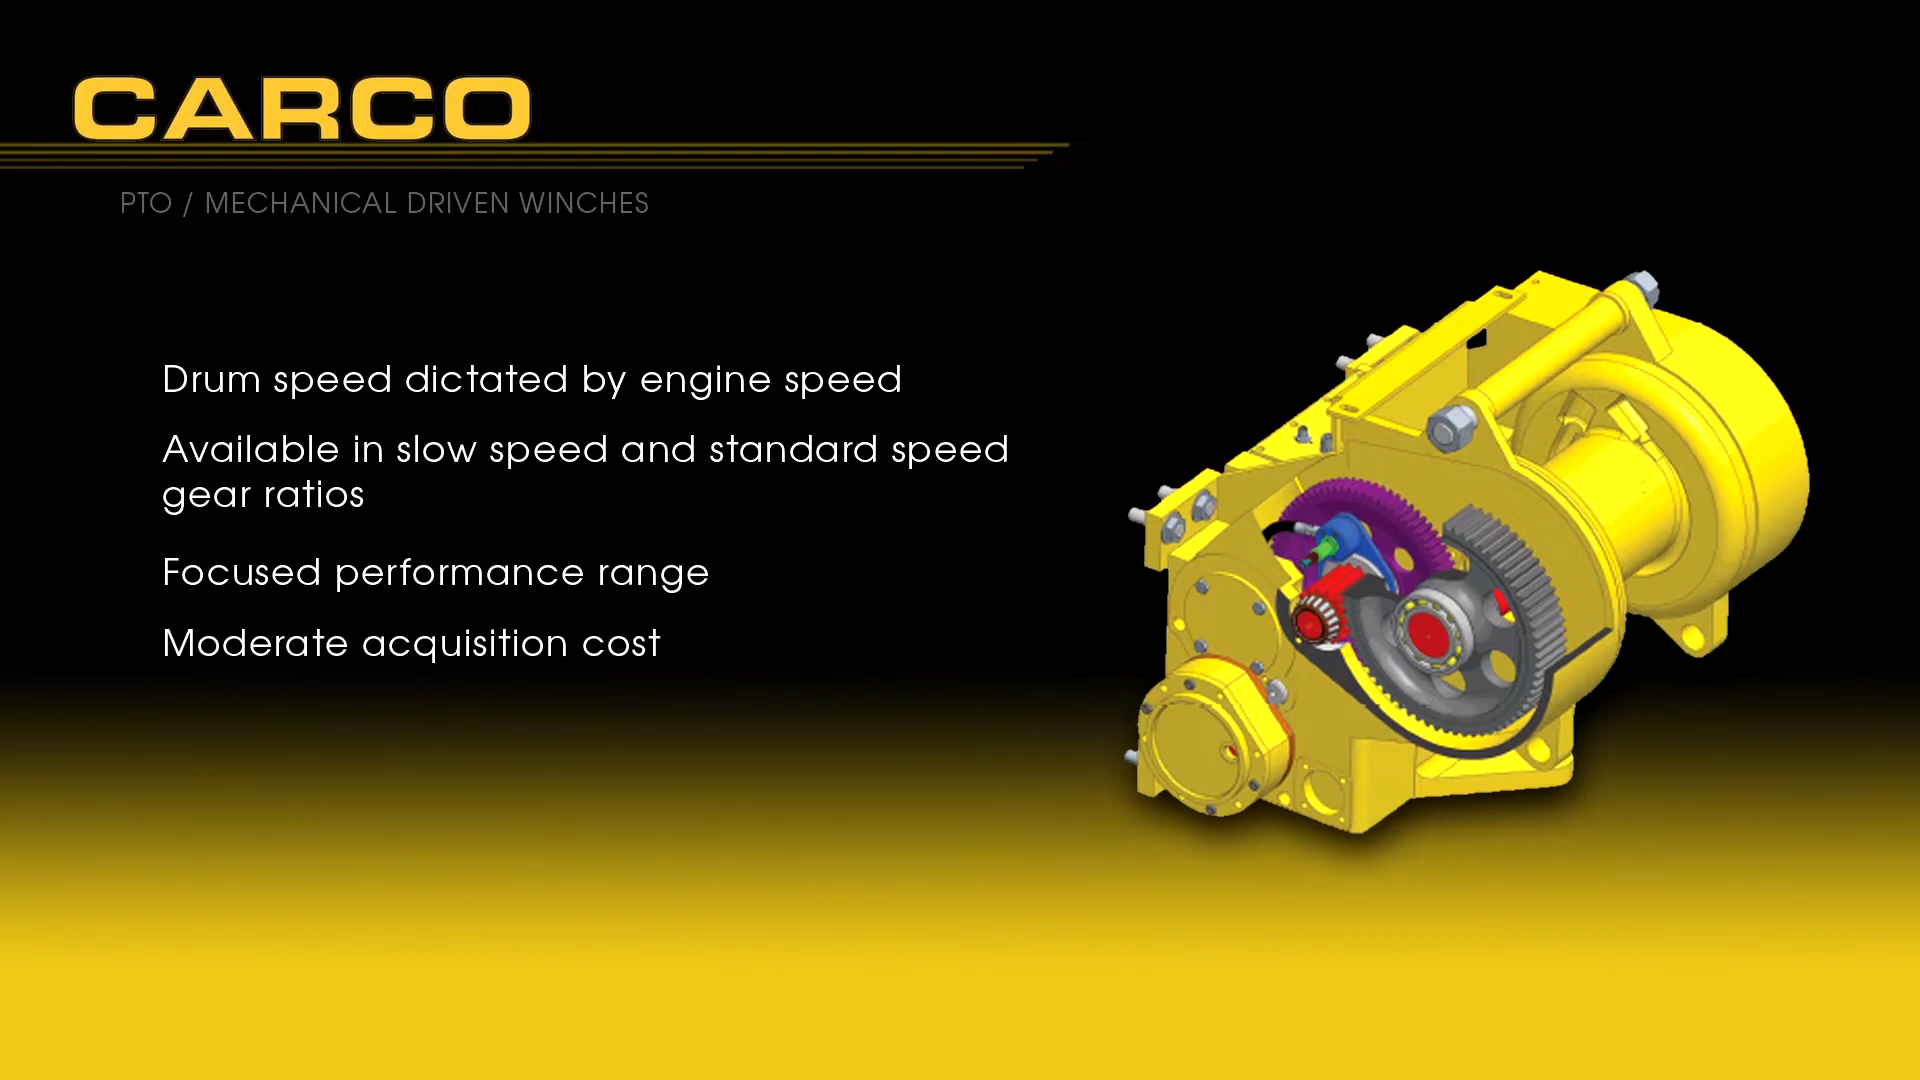 CARCO
PTO / MECHANICAL DRIVEN WINCHES
Drum speed dictated by engine speed
Available in slow speed and standard speed
gear ratios
Focused performance range
Moderate acquisition cost